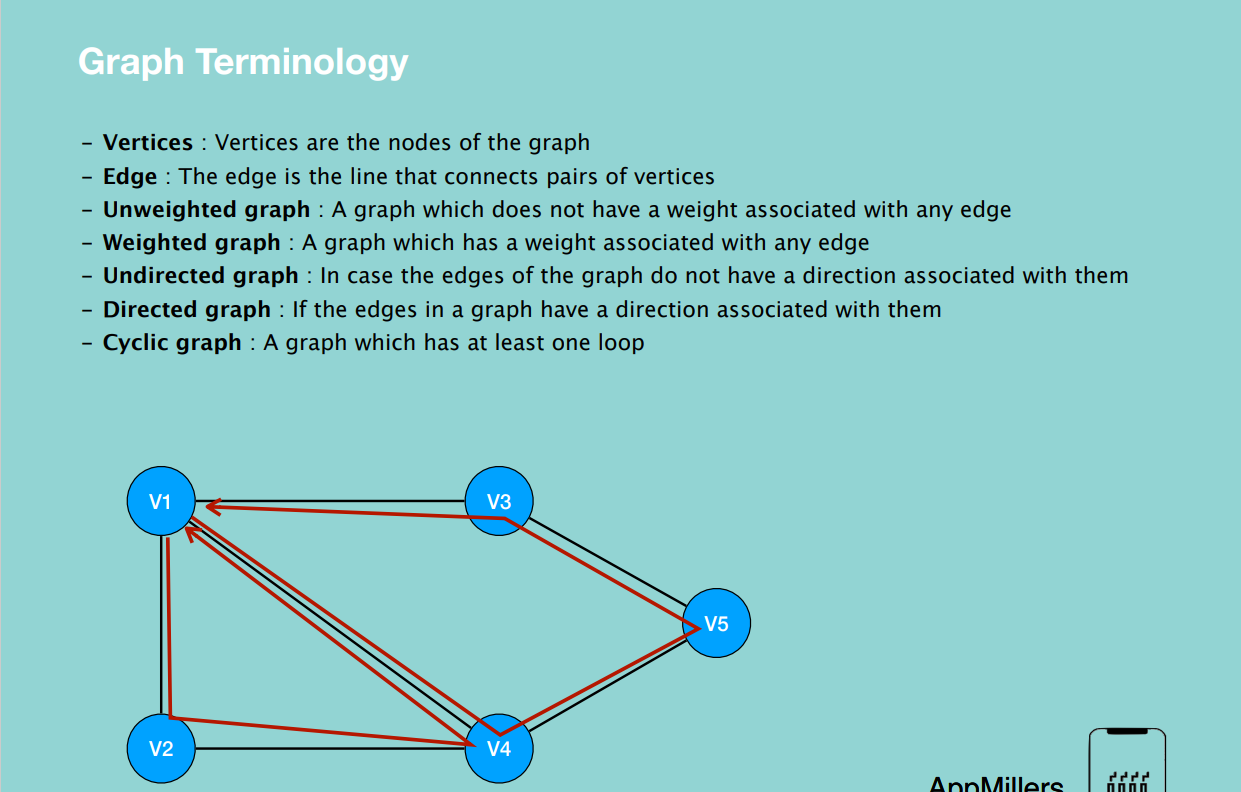 Graph Terminology
- Vertices : Vertices are the nodes of the graph
- Edge : The edge is the line that connects pairs of vertices
- Unweighted graph : A graph which does not have a weight associated with any edge
- Weighted graph : A graph which has a weight associated with any edge
- Undirected graph : In case the edges of the graph do not have a direction associated with them
- Directed graph : If the edges in a graph have a direction associated with them
- Cyclic graph : A graph which has at least one loop
V1
V3
V5
V2
V4
AppMillers